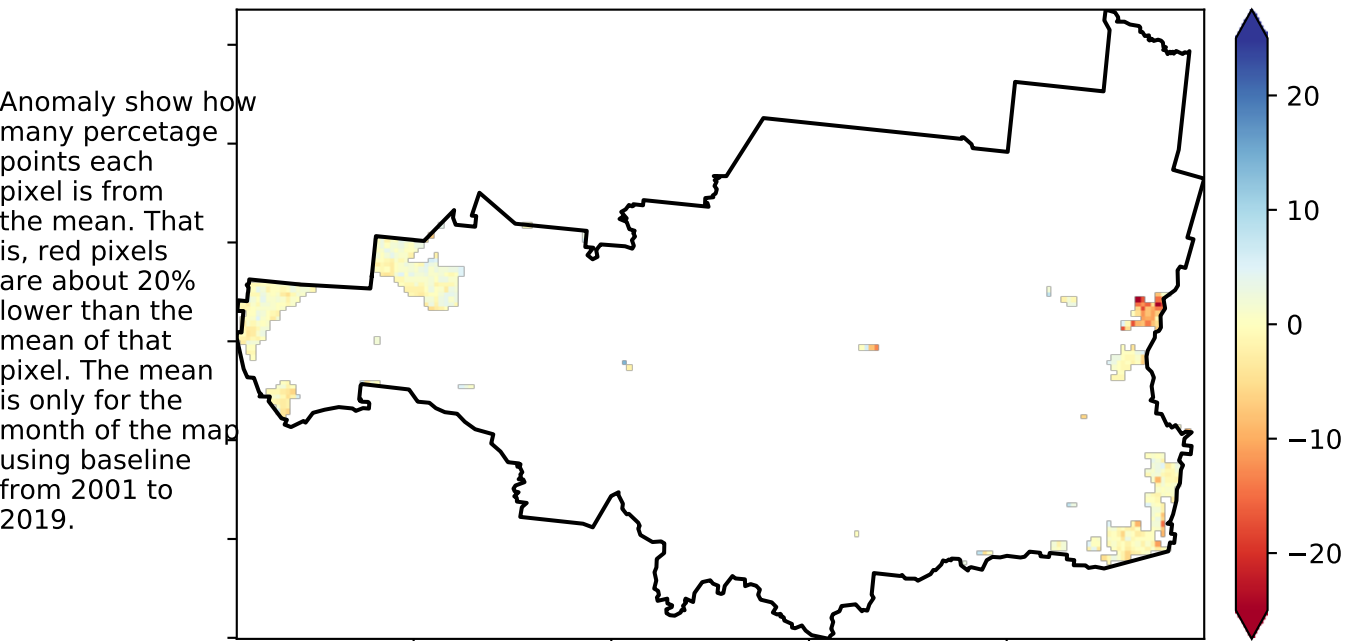 Anomaly show how
many percetage
points each
pixel is from
the mean. That
is, red pixels
are about 20%
lower than the
mean of that
pixel. The mean
is only for the
month of the map
using baseline
from 2001 to
2019.
20
10
0
−10
−20